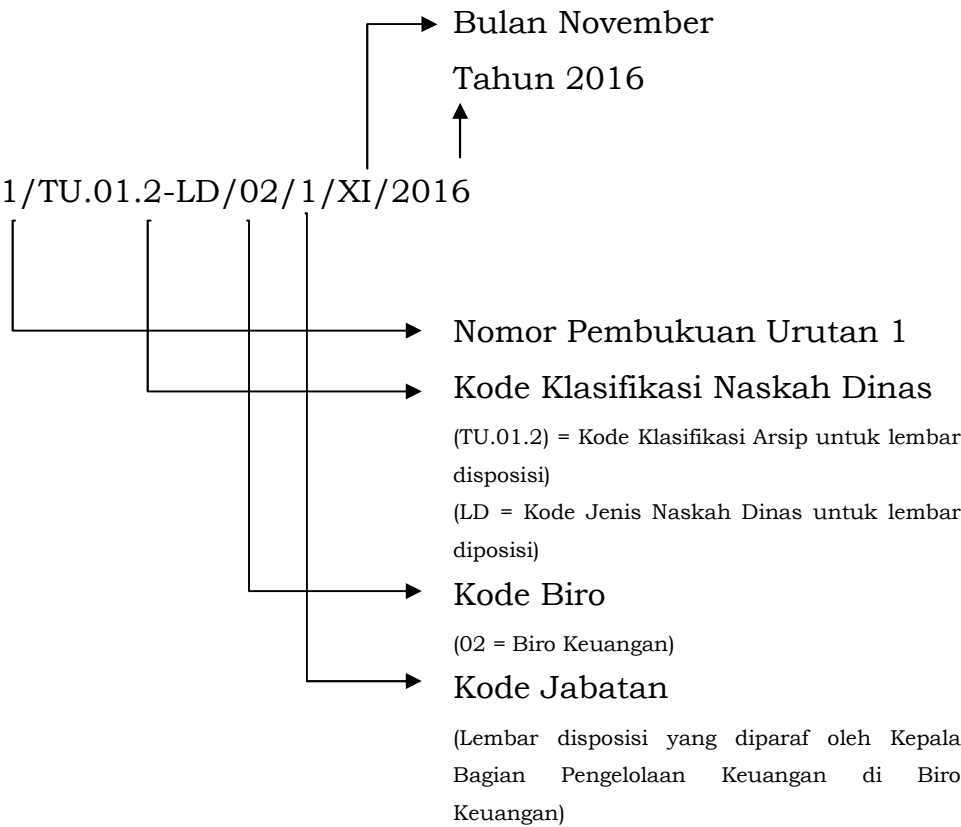 Bulan November
Tahun 2016
1/TU.01.2-LD/02/1/XI/2016
Nomor Pembukuan Urutan 1
Kode Klasifikasi Naskah Dinas
(TU.01.2) = Kode Klasifikasi Arsip untuk lembar
disposisi)
(LD = Kode Jenis Naskah Dinas untuk lembar
diposisi)
Kode Biro
(02 = Biro Keuangan)
Kode Jabatan
(Lembar disposisi yang diparaf oleh Kepala
Bagian Pengelolaan Keuangan di Biro
Keuangan)